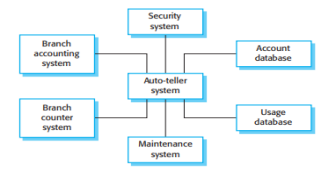 Security
system
Branch
accounting
system
Account
database
Auto-teller
system
Branch
counter
system
Usage
database
Maintenance
system